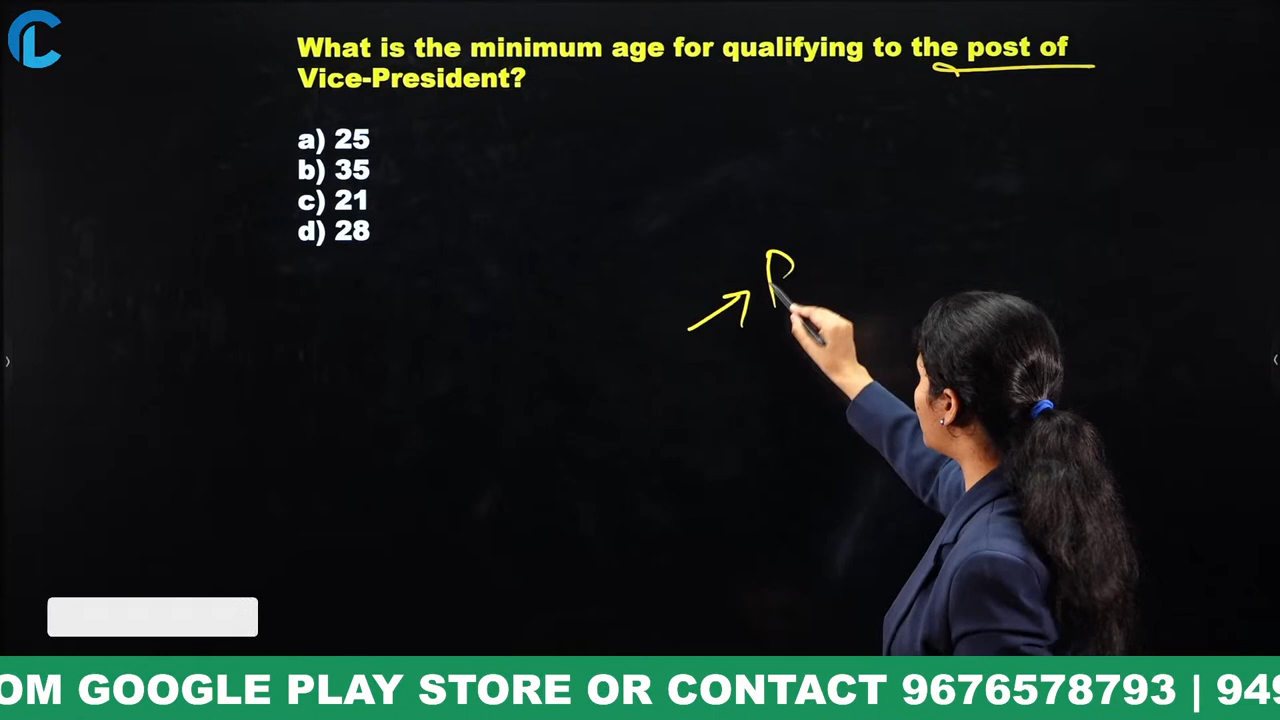 What is the minimum age for qualifying to the post of
Vice-President?
a) 25
b) 35
c) 21
d) 28
P
OM GOOGLE PLAY STORE OR CONTACT 9676578793 | 949